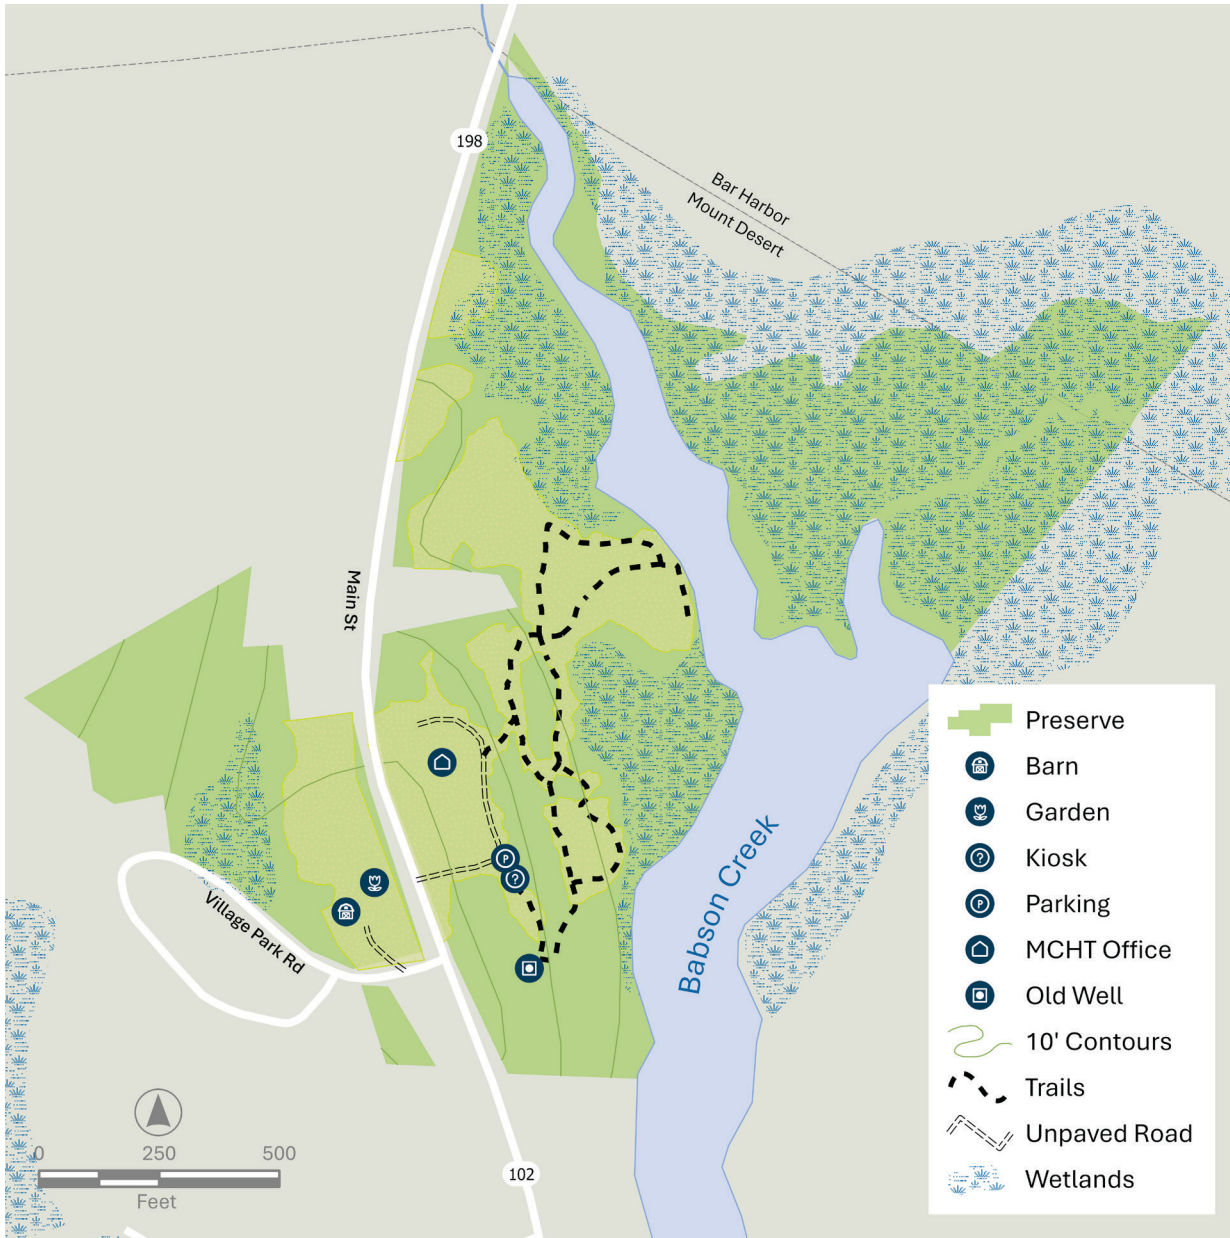 198
Bar Harbor
Mount Desert
Main St
Village Park Rd
Babson Creek
P
?
102
0 250 500
Feet
Preserve
Barn
Garden
? Kiosk
P Parking
MCHT Office
Old Well
10' Contours
Trails
Unpaved Road
Wetlands